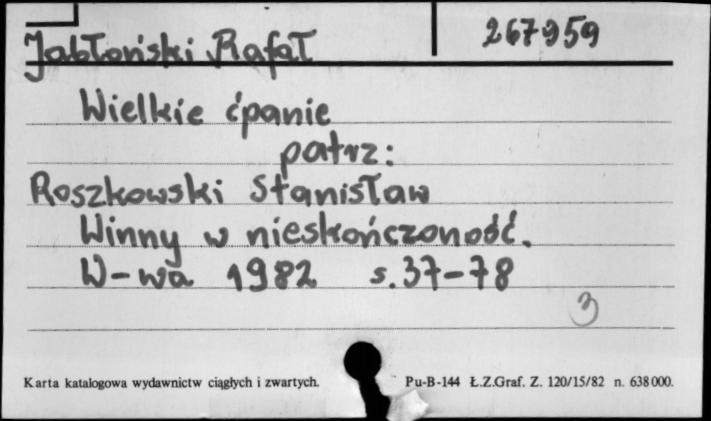 Jabłoński Rafał 267959
Wielkie ćpanie
patrz:
Roszkowski Stanisław
Winny w nieskończoność.
W-wa 1982 s. 37-78
3
Karta katalogowa wydawnictw ciągłych i zwartych. Pu-B-144 Ł.Z.Graf. Z. 120/15/82 n. 638000.